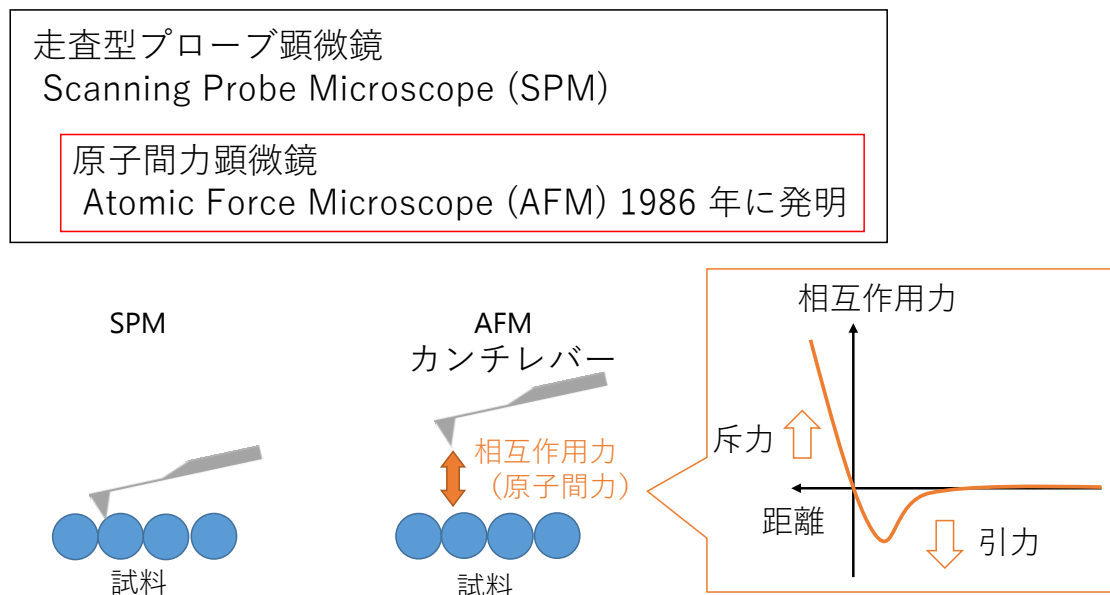 走査型プローブ顕微鏡
Scanning Probe Microscope (SPM)
原子間力顕微鏡
Atomic Force Microscope (AFM) 1986 年に発明
SPM
試料
AFM
カンチレバー
相互作用力
（原子間力）
試料
相互作用力
斥力
距離
引力